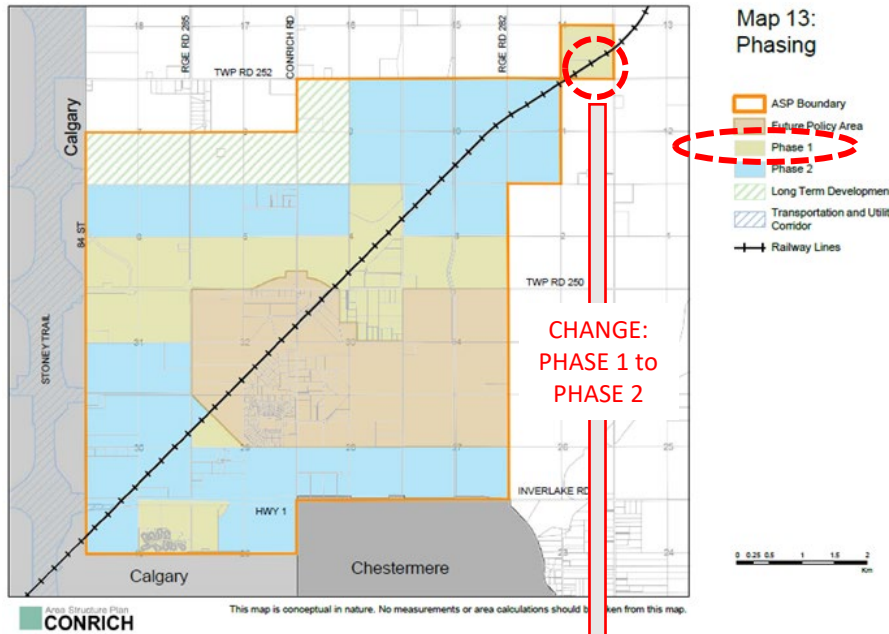 Map 13:
Phasing
ASP Boundary
Future Policy Area
Phase 1
Phase 2
Long Term Development
Transportation and Utilit
Corridor
Railway Lines
RGE RD 285
CONRICH RD
RGE RD 282
TWP RD 252
Calgary
84 ST
STONEY TRAIL
TWP RD 250
CHANGE:
PHASE 1 to
PHASE 2
INVERLAKE RD
HWY 1
Calgary
Chestermere
0 0.25 0.5 1 1.5 2
Km
Area Structure Plan
CONRICH
This map is conceptual in nature. No measurements or area calculations should be taken from this map.